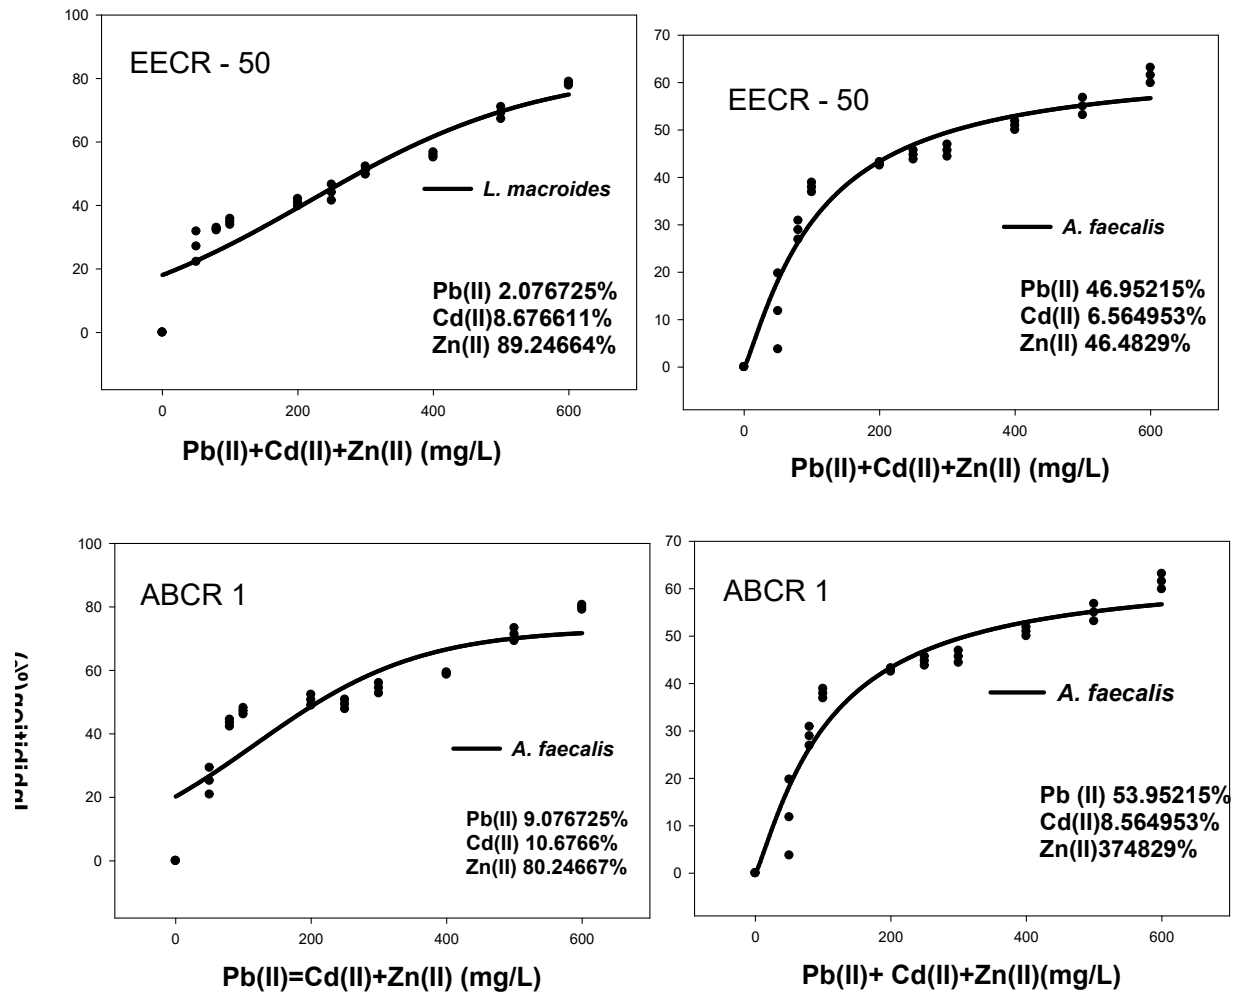 100
80
60
40
20
0
EECR - 50
L. macroides
Pb(II) 2.076725%
Cd(II)8.676611%
Zn(II) 89.24664%
0 200 400 600
Pb(II)+Cd(II)+Zn(II) (mg/L)
70
60
50
40
30
20
10
0
EECR - 50
A. faecalis
Pb(II) 46.95215%
Cd(II) 6.564953%
Zn(II) 46.4829%
0 200 400 600
Pb(II)+Cd(II)+Zn(II) (mg/L)
100
80
60
40
20
0
ABCR 1
A. faecalis
Pb(II) 9.076725%
Cd(II) 10.6766%
Zn(II) 80.24667%
0 200 400 600
Pb(II)=Cd(II)+Zn(II) (mg/L)
70
60
50
40
30
20
10
0
ABCR 1
A. faecalis
Pb (II) 53.95215%
Cd(II)8.564953%
Zn(II)374829%
0 200 400 600
Pb(II)+ Cd(II)+Zn(II)(mg/L)